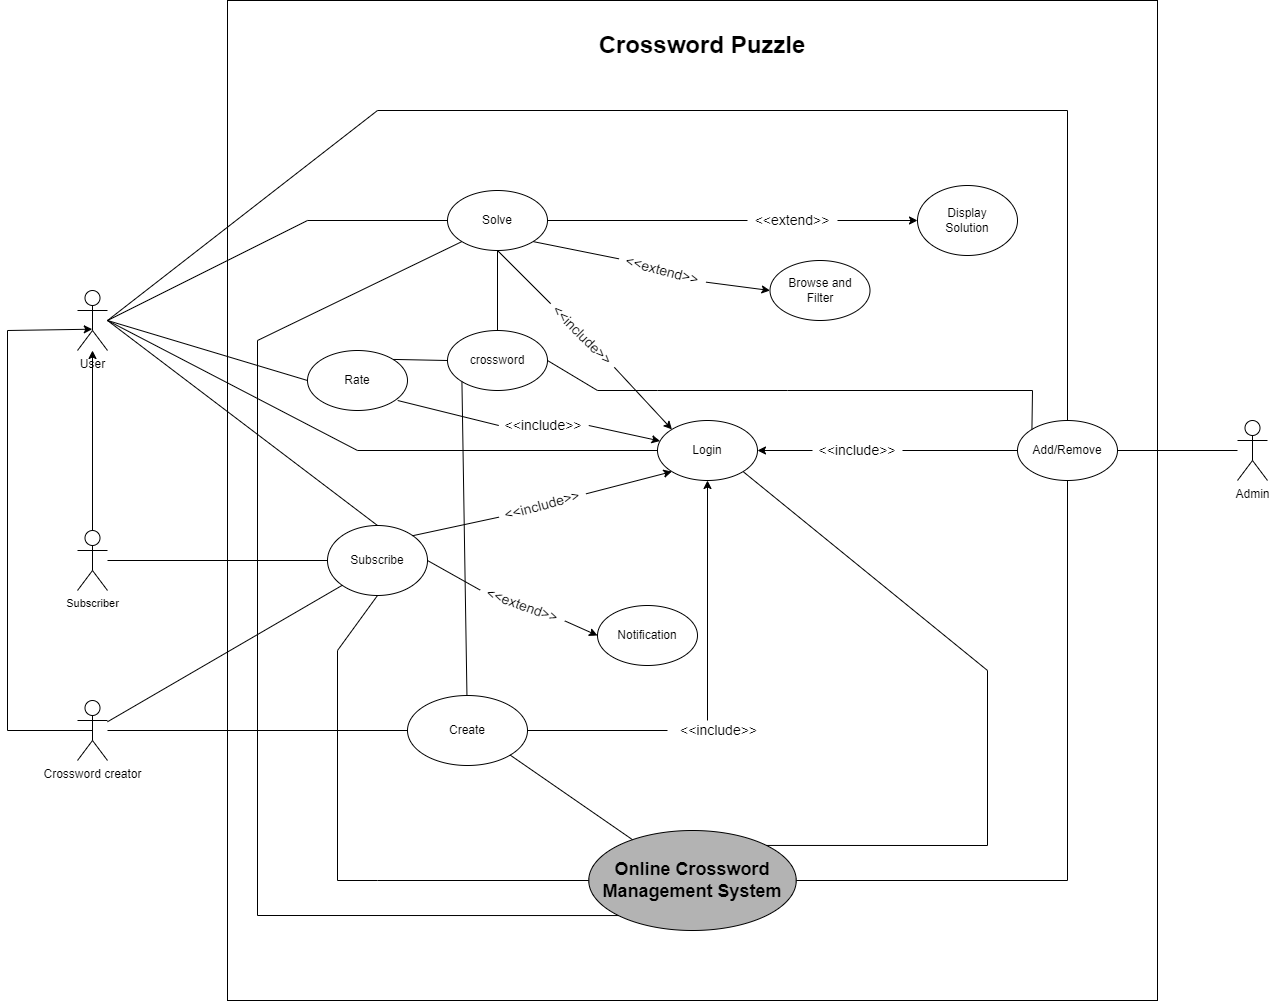 Crossword Puzzle
Solve
<<extend>>
Display
Solution
<<extend>>
Browse and
Filter
<<include>>
User
crossword
Rate
<<include>>
Login
<<include>>
Add/Remove
Admin
<<include>>
Subscribe
Subscriber
<<extend>>
Notification
Create
<<include>>
Crossword creator
Online Crossword
Management System